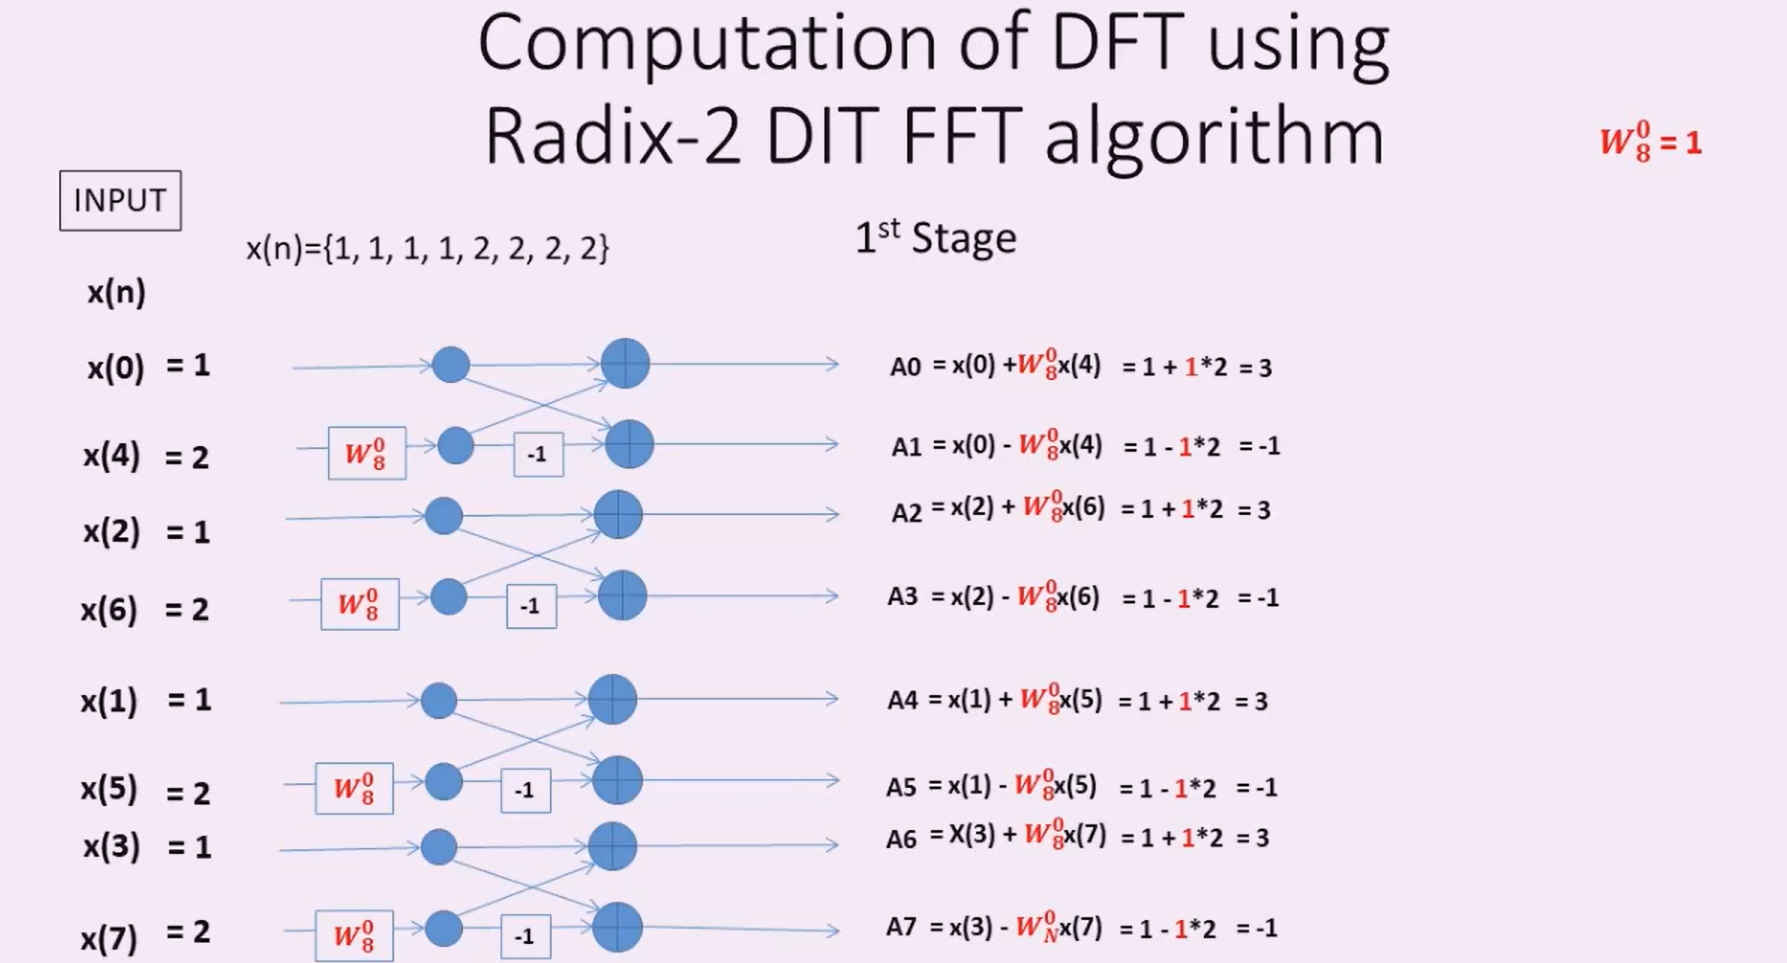 Computation of DFT using
Radix-2 DIT FFT algorithm
W₈⁰ = 1
INPUT
x(n)={1, 1, 1, 1, 2, 2, 2, 2}
1st Stage
x(n)
x(0) = 1 A0 = x(0) +W₈⁰x(4) = 1 + 1*2 = 3
x(4) = 2 W₈⁰ -1 A1 = x(0) - W₈⁰x(4) = 1 - 1*2 = -1
x(2) = 1 A2 = x(2) + W₈⁰x(6) = 1 + 1*2 = 3
x(6) = 2 W₈⁰ -1 A3 = x(2) - W₈⁰x(6) = 1 - 1*2 = -1
x(1) = 1 A4 = x(1) + W₈⁰x(5) = 1 + 1*2 = 3
x(5) = 2 W₈⁰ -1 A5 = x(1) - W₈⁰x(5) = 1 - 1*2 = -1
x(3) = 1 A6 = X(3) + W₈⁰x(7) = 1 + 1*2 = 3
x(7) = 2 W₈⁰ -1 A7 = x(3) - W_N⁰x(7) = 1 - 1*2 = -1